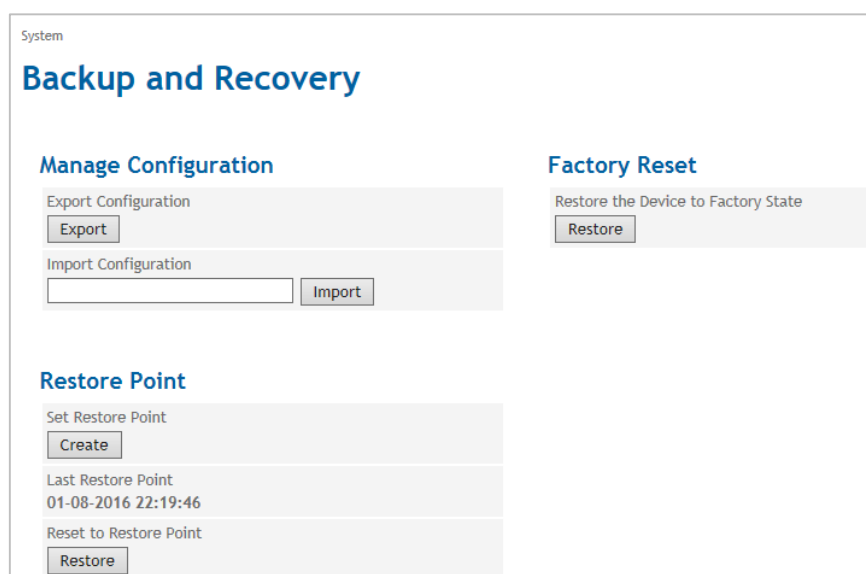 System
Backup and Recovery
Manage Configuration
Export Configuration
Export
Import Configuration
Import
Restore Point
Set Restore Point
Create
Last Restore Point
01-08-2016 22:19:46
Reset to Restore Point
Restore
Factory Reset
Restore the Device to Factory State
Restore